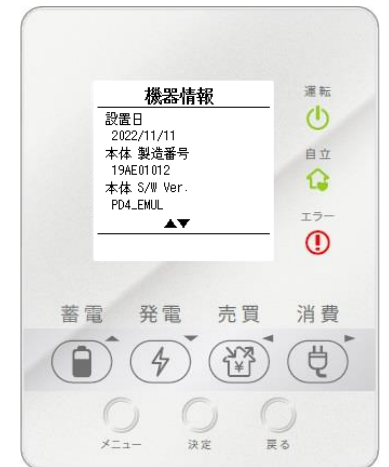 機器情報
設置日
2022/11/11
本体 製造番号
19AE01012
本体 S/W Ver.
PD4_EMUL
▲▼
運転
自立
エラー
蓄電 発電 売買 消費
メニュー 決定 戻る